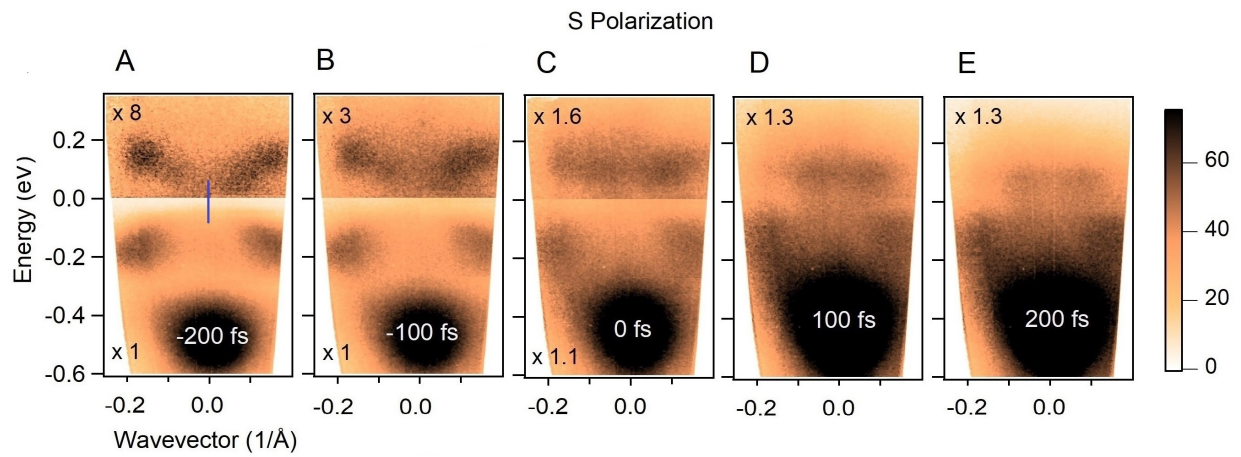 S Polarization
A B C D E
x 8 x 3 x 1.6 x 1.3 x 1.3
0.2
0.0
-0.2
-0.4
-0.6
Energy (eV)
-200 fs -100 fs 0 fs 100 fs 200 fs
x 1 x 1 x 1.1
60
40
20
0
-0.2 0.0 -0.2 0.0 -0.2 0.0 -0.2 0.0 -0.2 0.0
Wavevector (1/Å)